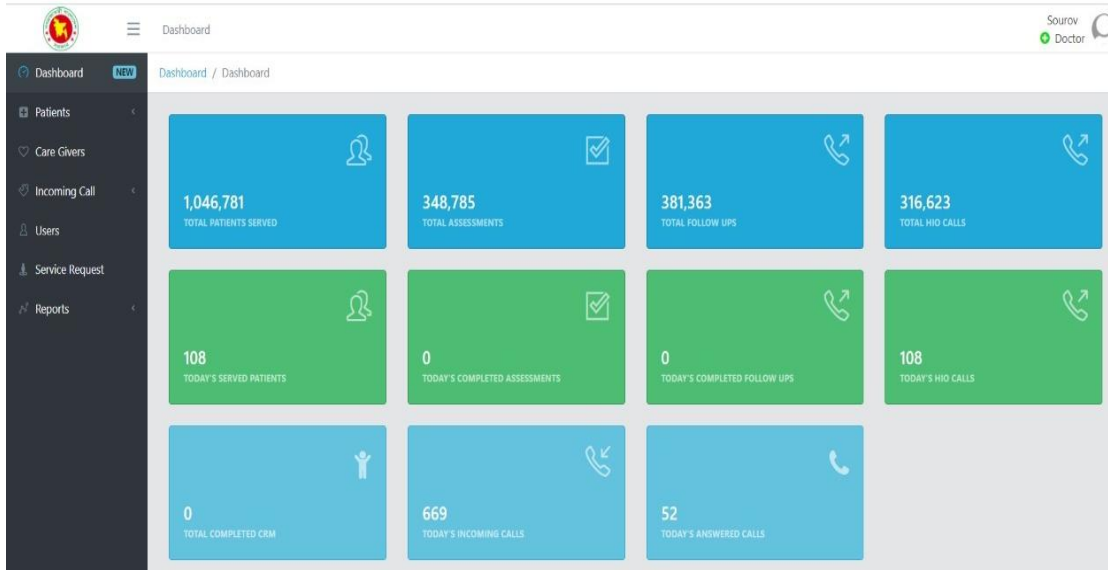 Dashboard
Sourov
Doctor
Dashboard NEW
Patients
Care Givers
Incoming Call
Users
Service Request
Reports
Dashboard / Dashboard
1,046,781
TOTAL PATIENTS SERVED
348,785
TOTAL ASSESSMENTS
381,363
TOTAL FOLLOW UPS
316,623
TOTAL HIO CALLS
108
TODAY'S SERVED PATIENTS
0
TODAY'S COMPLETED ASSESSMENTS
0
TODAY'S COMPLETED FOLLOW UPS
108
TODAY'S HIO CALLS
0
TOTAL COMPLETED CRM
669
TODAY'S INCOMING CALLS
52
TODAY'S ANSWERED CALLS